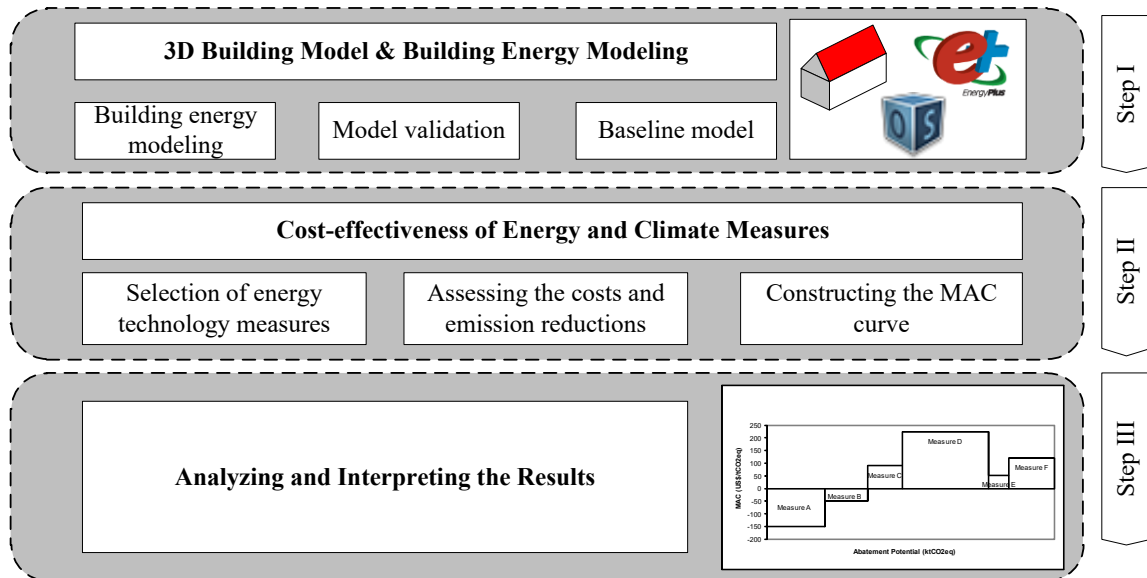 3D Building Model & Building Energy Modeling
Building energy
modeling
Model validation
Baseline model
e+
EnergyPlus
O S
Step I
Cost-effectiveness of Energy and Climate Measures
Selection of energy
technology measures
Assessing the costs and
emission reductions
Constructing the MAC
curve
Step II
Analyzing and Interpreting the Results
MAC (US$/tCO2eq)
250
200
150
100
50
0
-50
-100
-150
-200
Measure A
Measure B
Measure C
Measure D
Measure E
Measure F
Abatement Potential (ktCO2eq)
Step III